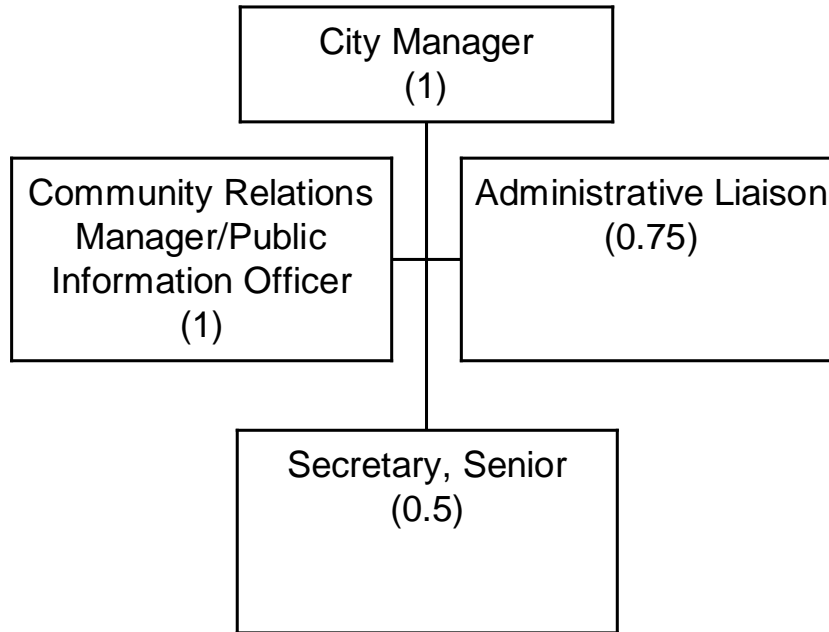 City Manager
(1)
Community Relations
Manager/Public
Information Officer
(1)
Administrative Liaison
(0.75)
Secretary, Senior
(0.5)